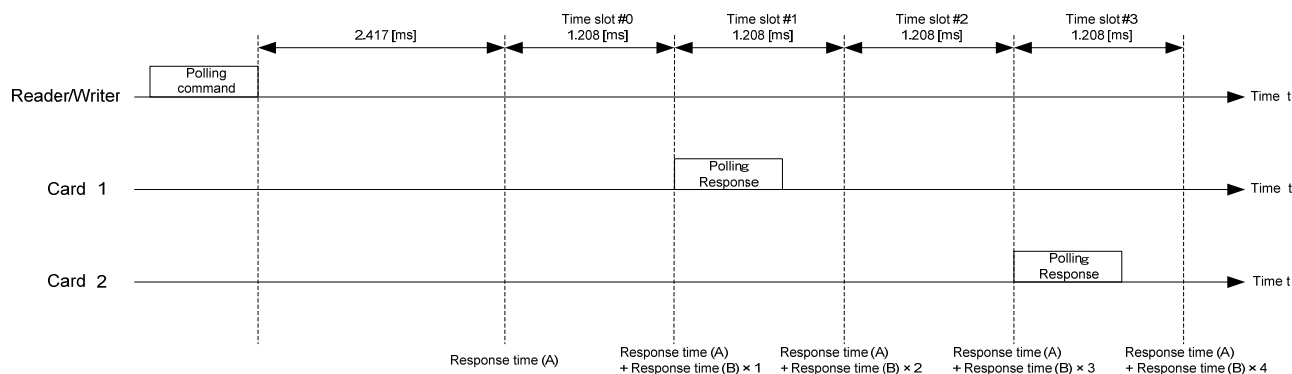 Time slot #0
Time slot #1
Time slot #2
Time slot #3
2.417 [ms]
1.208 [ms]
1.208 [ms]
1.208 [ms]
1.208 [ms]
Polling
command
Reader/Writer
Time t
Polling
Response
Card 1
Time t
Polling
Response
Card 2
Time t
Response time (A)
Response time (A)
+ Response time (B) × 1
Response time (A)
+ Response time (B) × 2
Response time (A)
+ Response time (B) × 3
Response time (A)
+ Response time (B) × 4